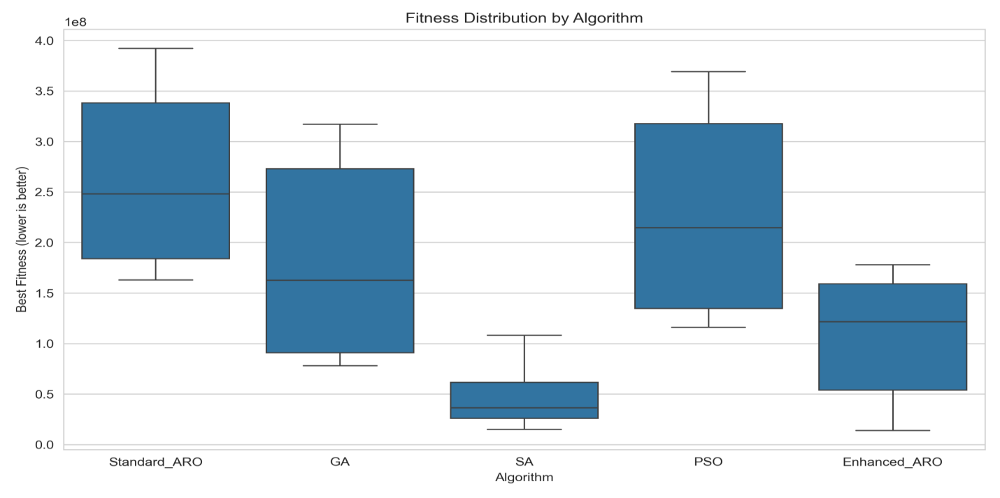 Fitness Distribution by Algorithm
1e8
4.0
3.5
3.0
2.5
2.0
1.5
1.0
0.5
0.0
Best Fitness (lower is better)
Standard_ARO GA SA PSO Enhanced_ARO
Algorithm